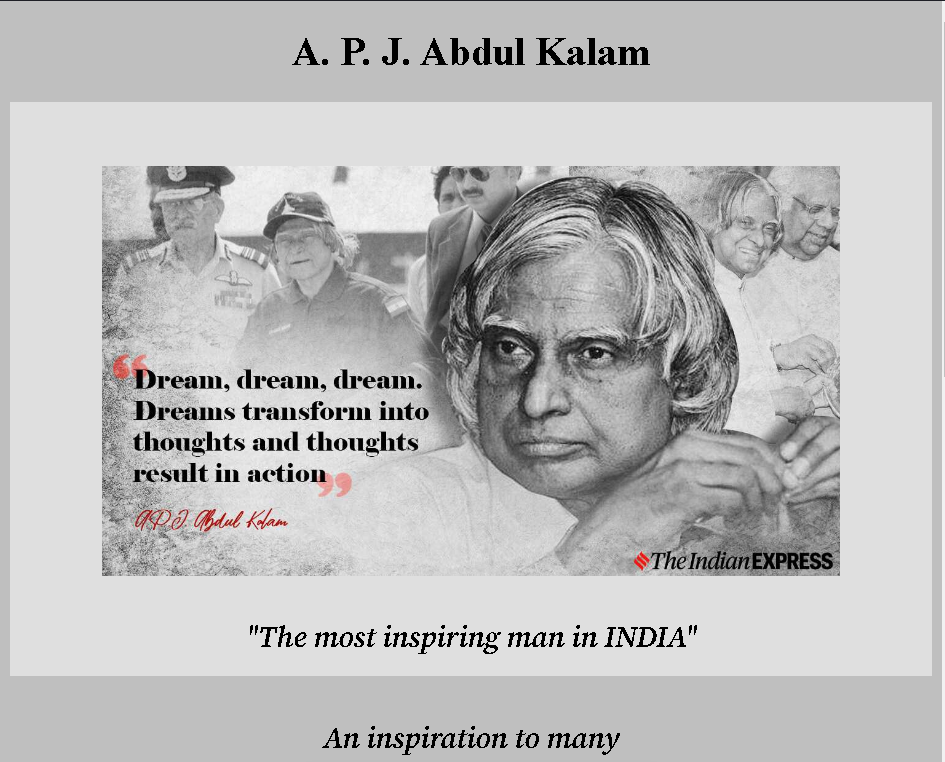 A. P. J. Abdul Kalam
“Dream, dream, dream.
Dreams transform into
thoughts and thoughts
result in action”
A.P.J. Abdul Kalam
The Indian EXPRESS
"The most inspiring man in INDIA"
An inspiration to many